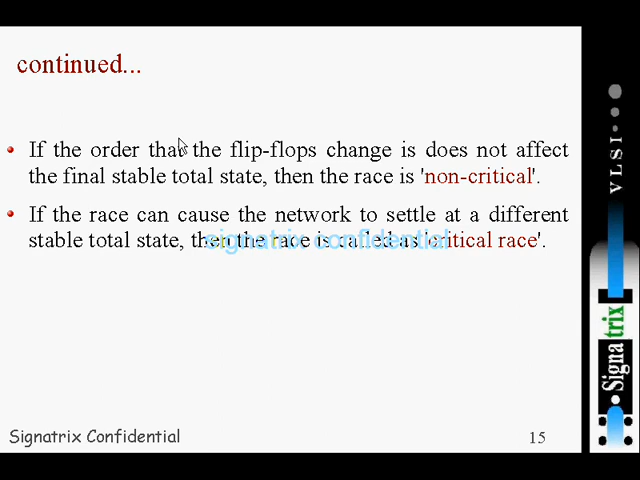 continued...
If the order that the flip-flops change is does not affect
the final stable total state, then the race is 'non-critical'.
If the race can cause the network to settle at a different
stable total state, then the race is called as 'critical race'.
signatrix confidential
Signatrix Confidential
15
VLSI
Signatrix